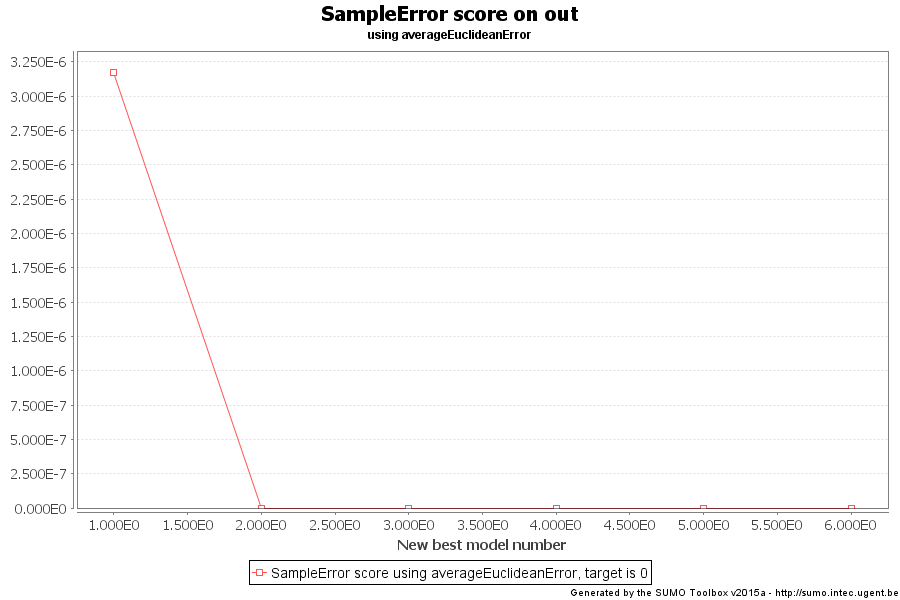 SampleError score on out
using averageEuclideanError
3.250E-6
3.000E-6
2.750E-6
2.500E-6
2.250E-6
2.000E-6
1.750E-6
1.500E-6
1.250E-6
1.000E-6
7.500E-7
5.000E-7
2.500E-7
0.000E0
1.000E0 1.500E0 2.000E0 2.500E0 3.000E0 3.500E0 4.000E0 4.500E0 5.000E0 5.500E0 6.000E0
New best model number
SampleError score using averageEuclideanError, target is 0
Generated by the SUMO Toolbox v2015a - http://sumo.intec.ugent.be